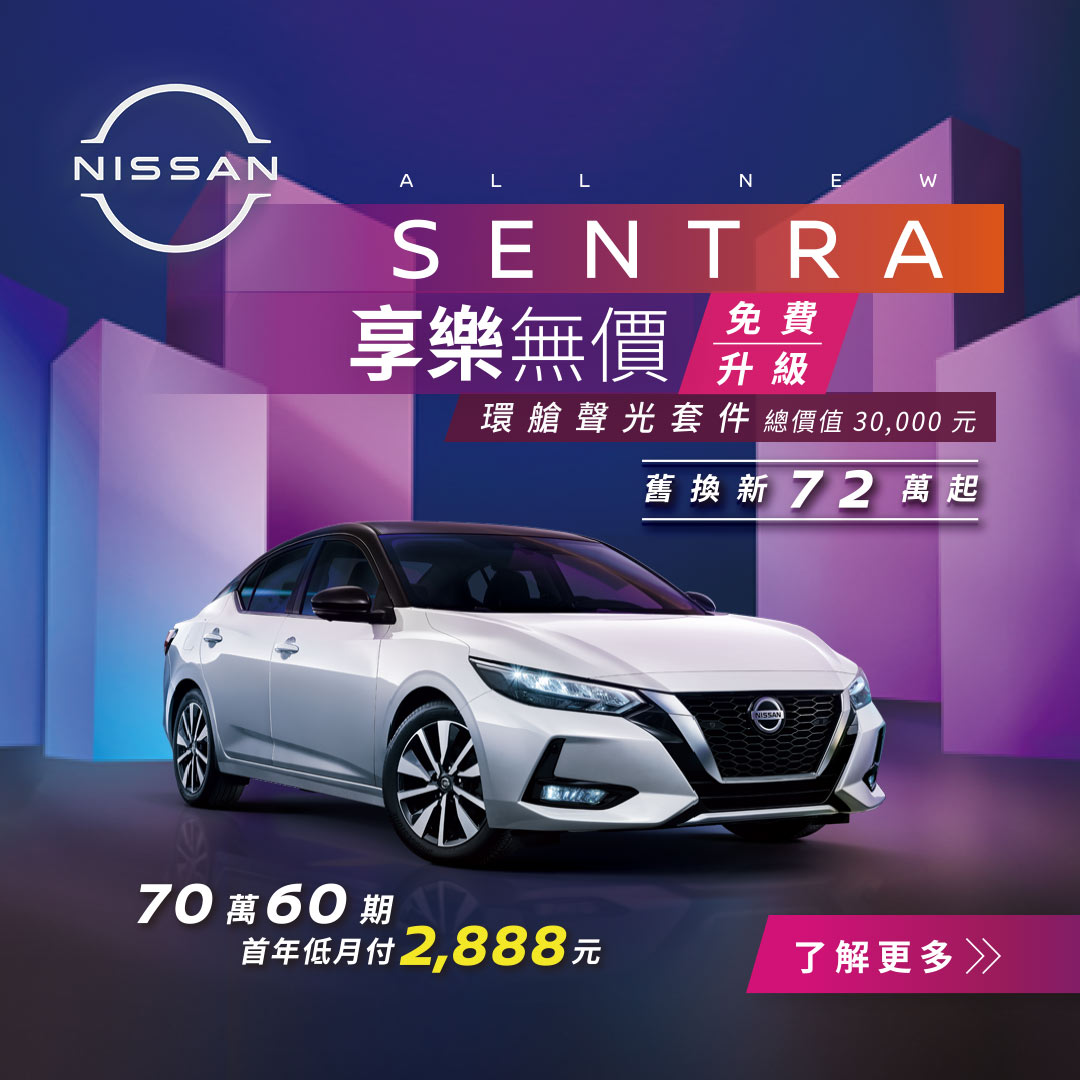 NISSAN
ALL NEW
SENTRA
享樂無價
免費
升級
環艙聲光套件 總價值 30,000 元
舊換新 72 萬起
NISSAN
70 萬 60 期
首年低月付 2,888 元
了解更多